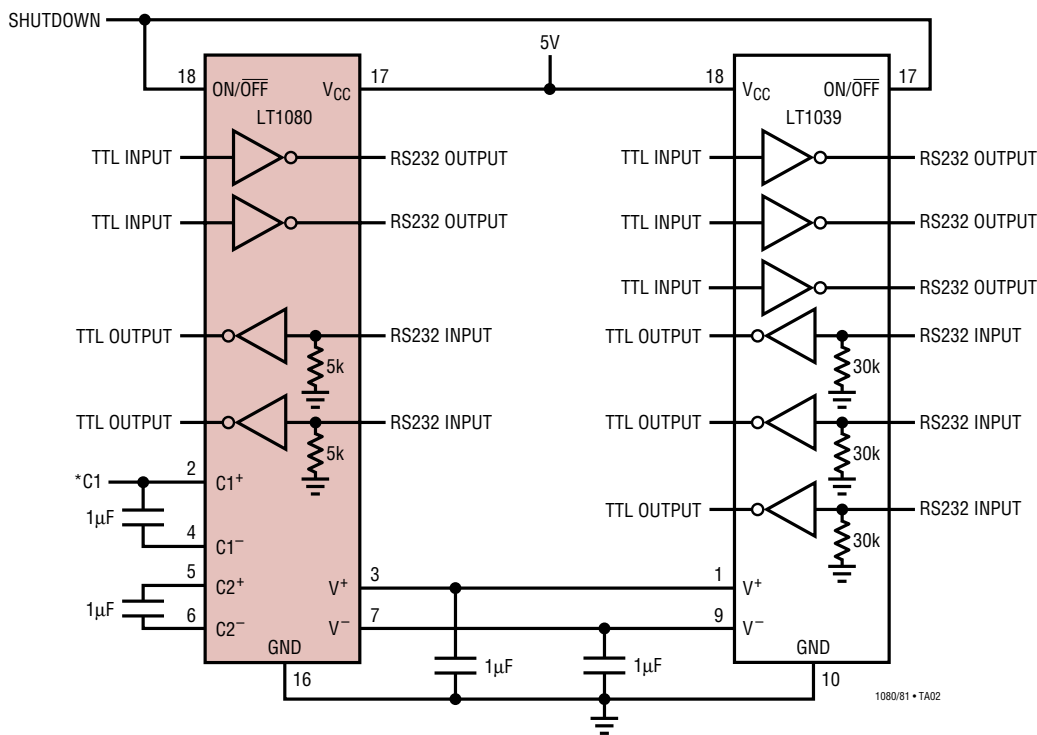 SHUTDOWN
5V
18 ON/OFF VCC 17
18 VCC ON/OFF 17
LT1080
LT1039
TTL INPUT RS232 OUTPUT
TTL INPUT RS232 OUTPUT
TTL INPUT RS232 OUTPUT
TTL INPUT RS232 OUTPUT
TTL INPUT RS232 OUTPUT
TTL OUTPUT RS232 INPUT
5k
TTL OUTPUT RS232 INPUT
30k
TTL OUTPUT RS232 INPUT
5k
TTL OUTPUT RS232 INPUT
30k
*C1 2 C1+
1µF
4 C1–
TTL OUTPUT RS232 INPUT
30k
5 C2+
1µF
6 C2–
V+ 3
1 V+
V– 7
9 V–
GND
GND
16
1µF
1µF
10
1080/81 • TA02